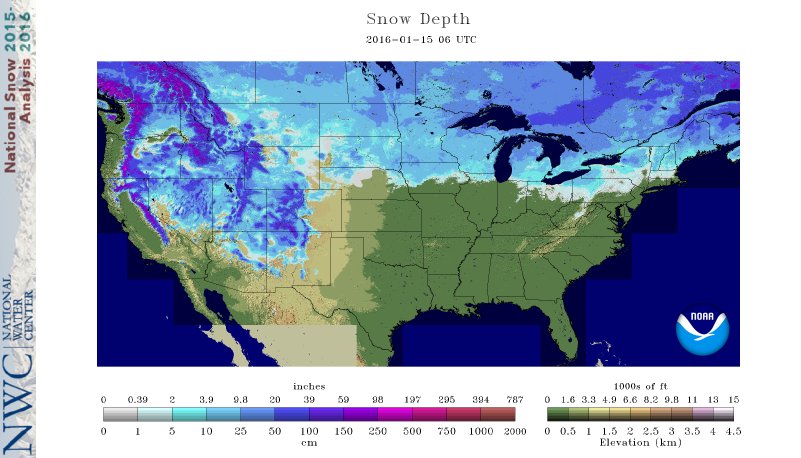 Snow Depth
2016-01-15 06 UTC
National Snow 2015-
Analysis 2016
NWC
NATIONAL
WATER
CENTER
NOAA
inches
0 0.39 2 3.9 9.8 20 39 59 98 197 295 394 787
0 1 5 10 25 50 100 150 250 500 750 1000 2000
cm
1000s of ft
0 1.6 3.3 4.9 6.6 8.2 9.8 11 13 15
0 0.5 1 1.5 2 2.5 3 3.5 4 4.5
Elevation (km)